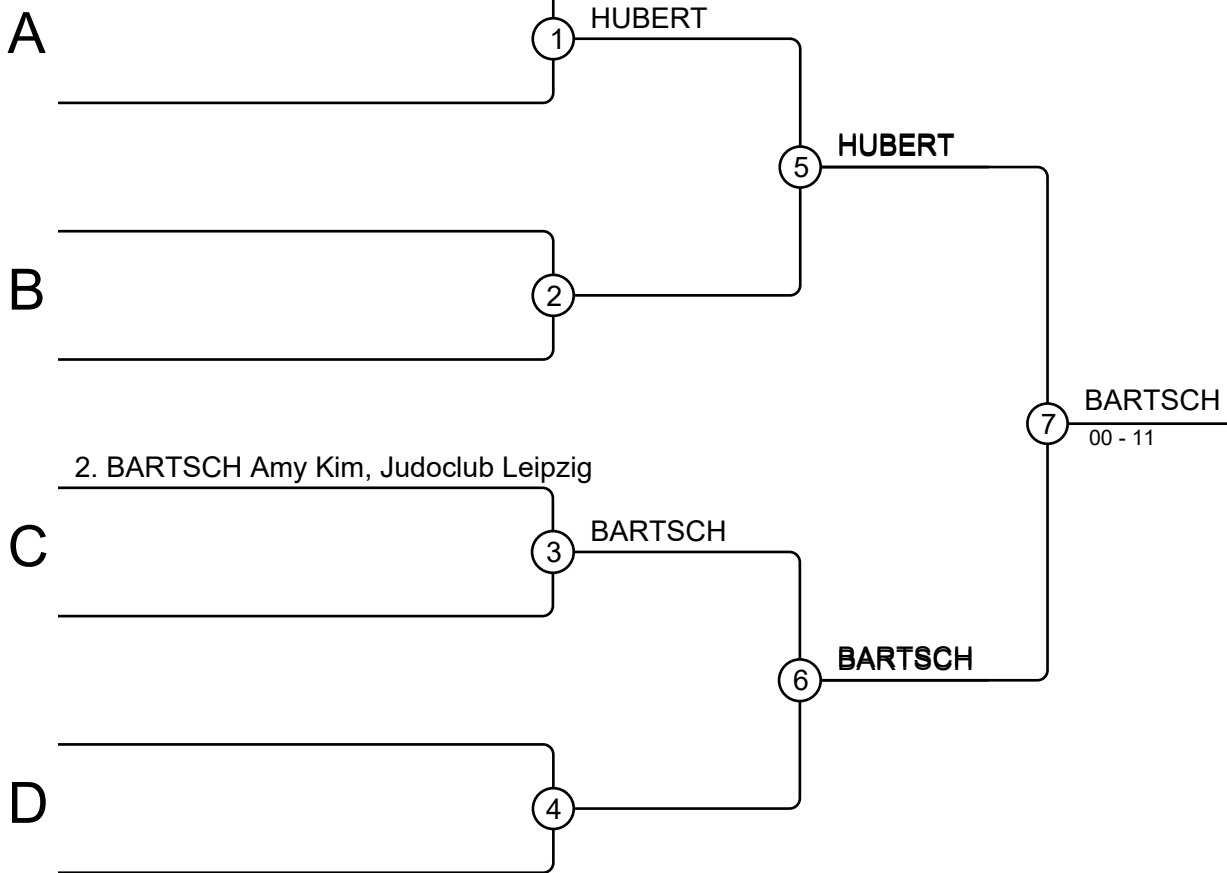 A
1
HUBERT
5
HUBERT
B
2
7
BARTSCH
00 - 11
2. BARTSCH Amy Kim, Judoclub Leipzig
C
3
BARTSCH
6
BARTSCH
D
4